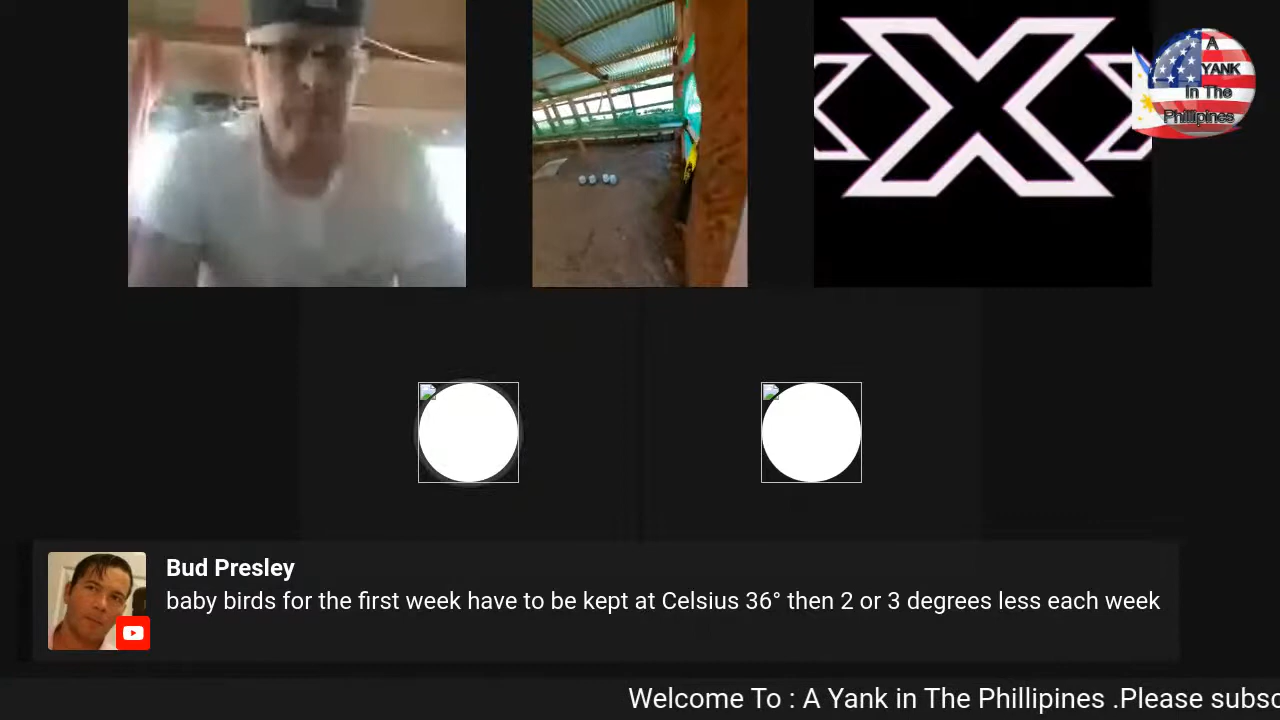 A
YANK
In The
Phillipines
Bud Presley
baby birds for the first week have to be kept at Celsius 36° then 2 or 3 degrees less each week
Welcome To : A Yank in The Phillipines .Please subsc